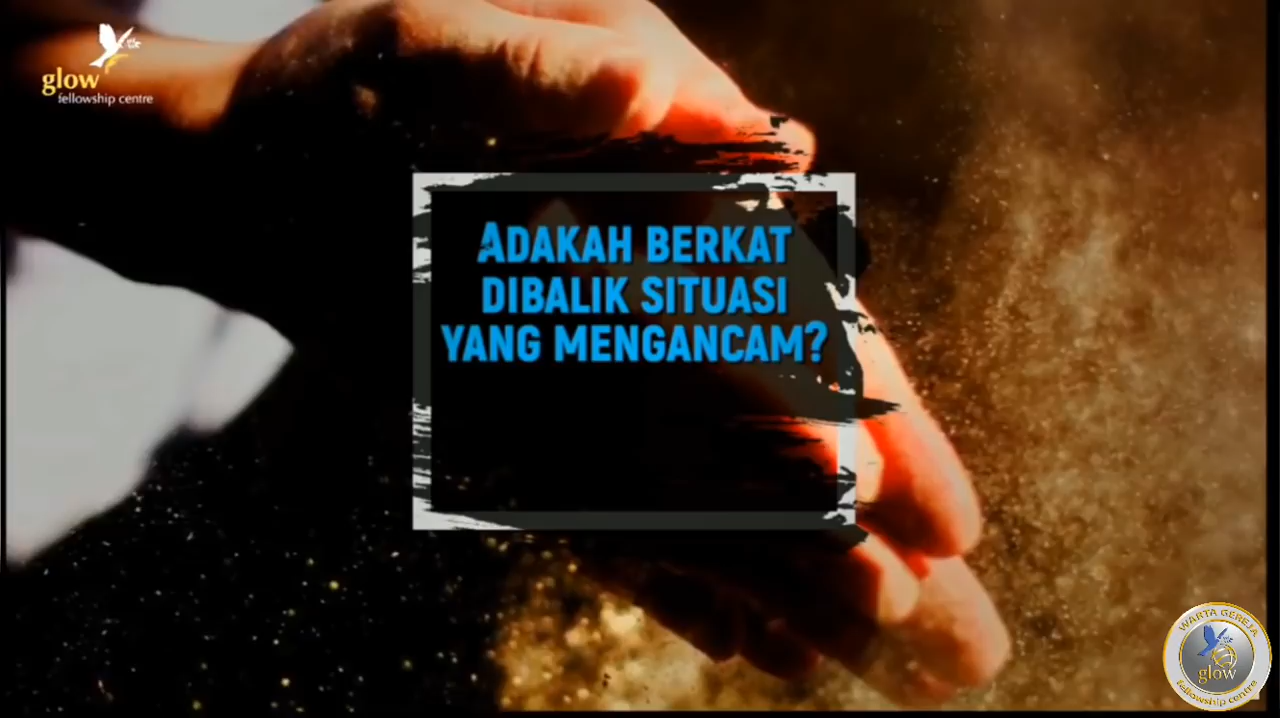 glow
fellowship centre
ADAKAH BERKAT
DIBALIK SITUASI
YANG MENGANCAM?
WARTA GEREJA
glow
fellowship centre